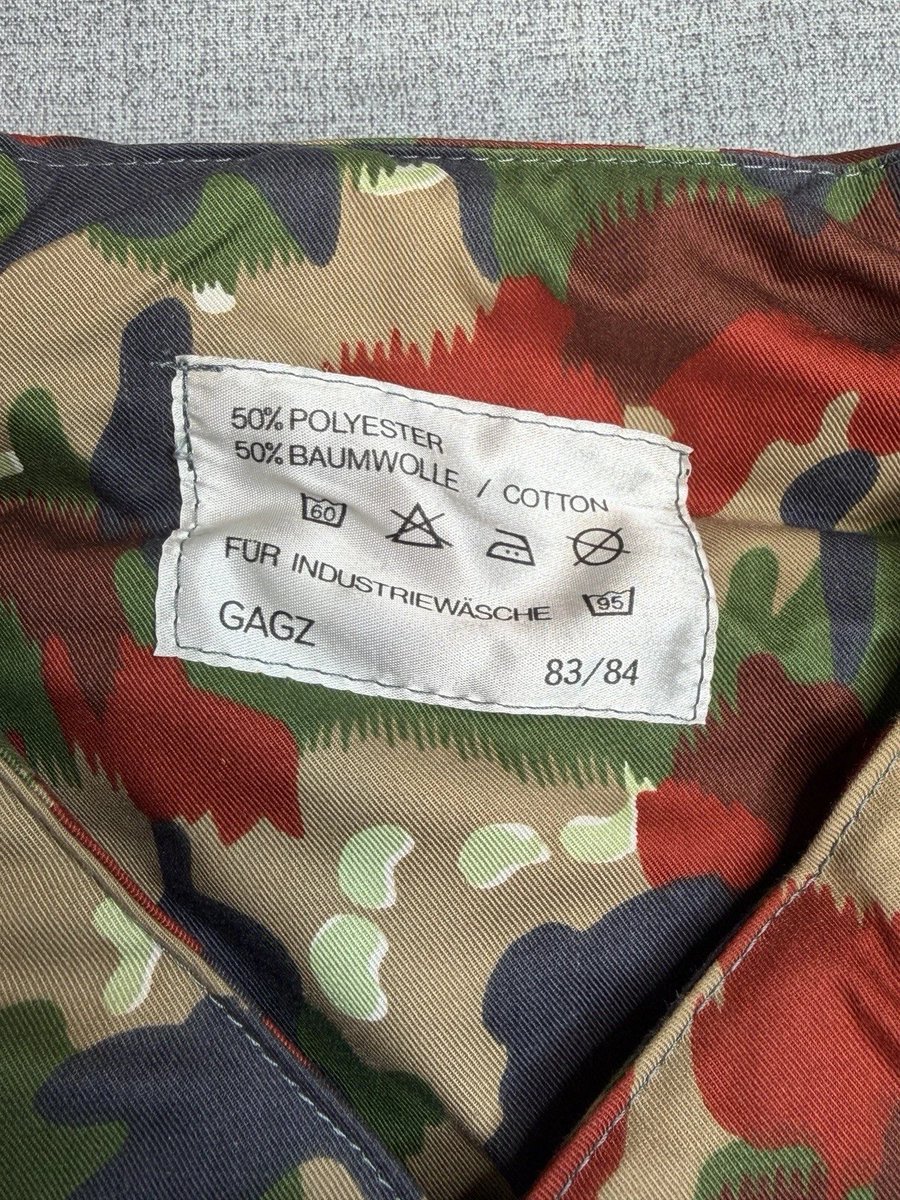 50% POLYESTER
50% BAUMWOLLE / COTTON
60
FÜR INDUSTRIEWÄSCHE 95
GAGZ 83/84